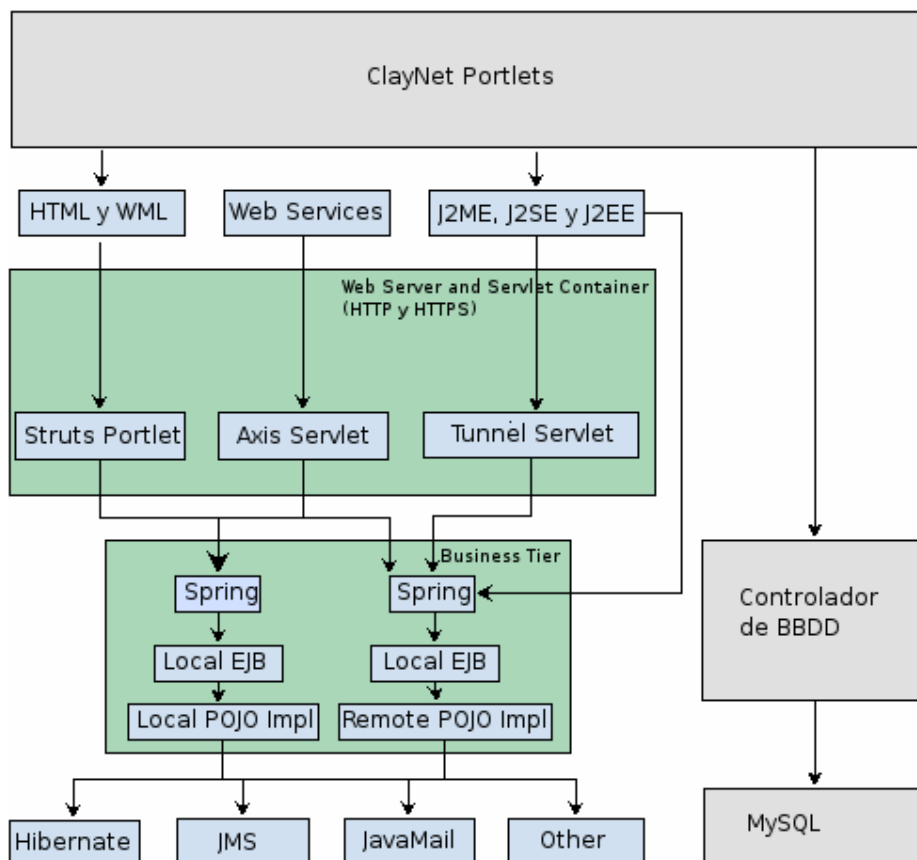 ClayNet Portlets
HTML y WML
Web Services
J2ME, J2SE y J2EE
Web Server and Servlet Container
(HTTP y HTTPS)
Struts Portlet
Axis Servlet
Tunnel Servlet
Business Tier
Spring
Spring
Local EJB
Local EJB
Local POJO Impl
Remote POJO Impl
Controlador
de BBDD
Hibernate
JMS
JavaMail
Other
MySQL